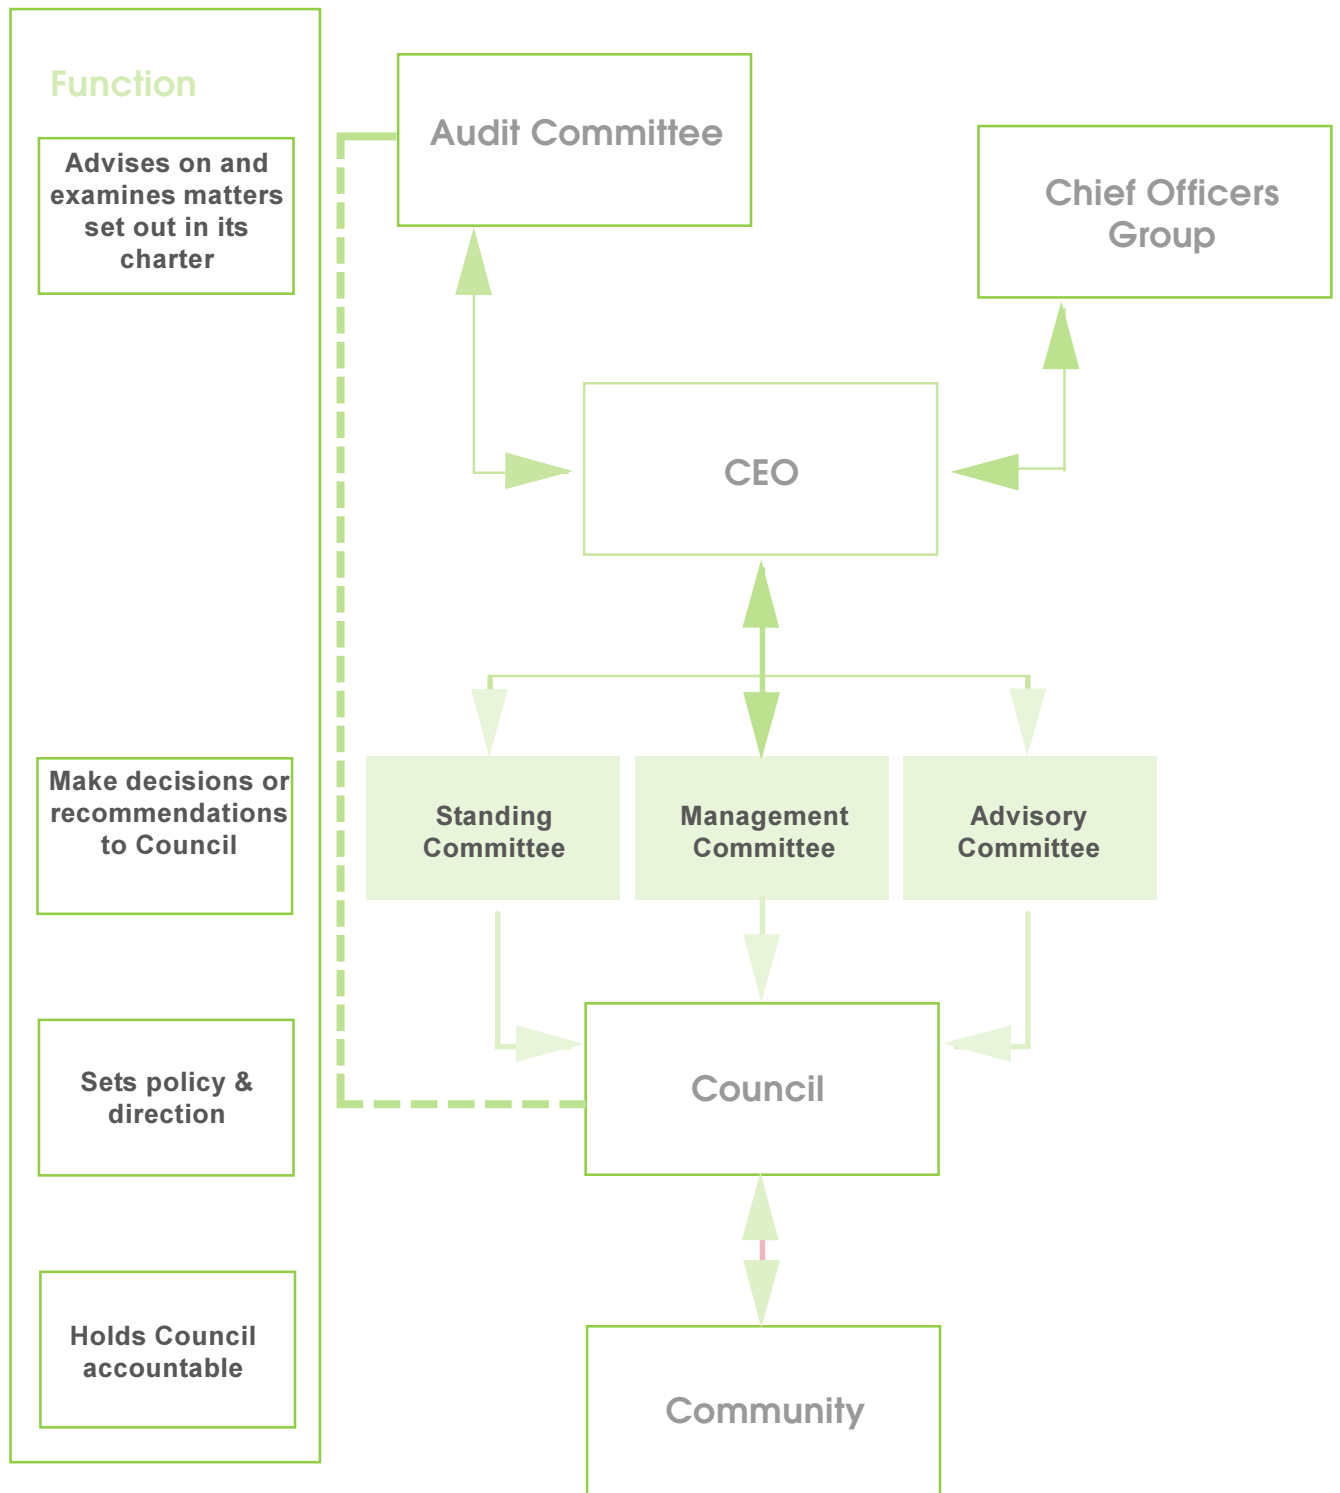 Function
Advises on and
examines matters
set out in its
charter
Make decisions or
recommendations
to Council
Sets policy &
direction
Holds Council
accountable
Audit Committee
Chief Officers
Group
CEO
Standing
Committee
Management
Committee
Advisory
Committee
Council
Community